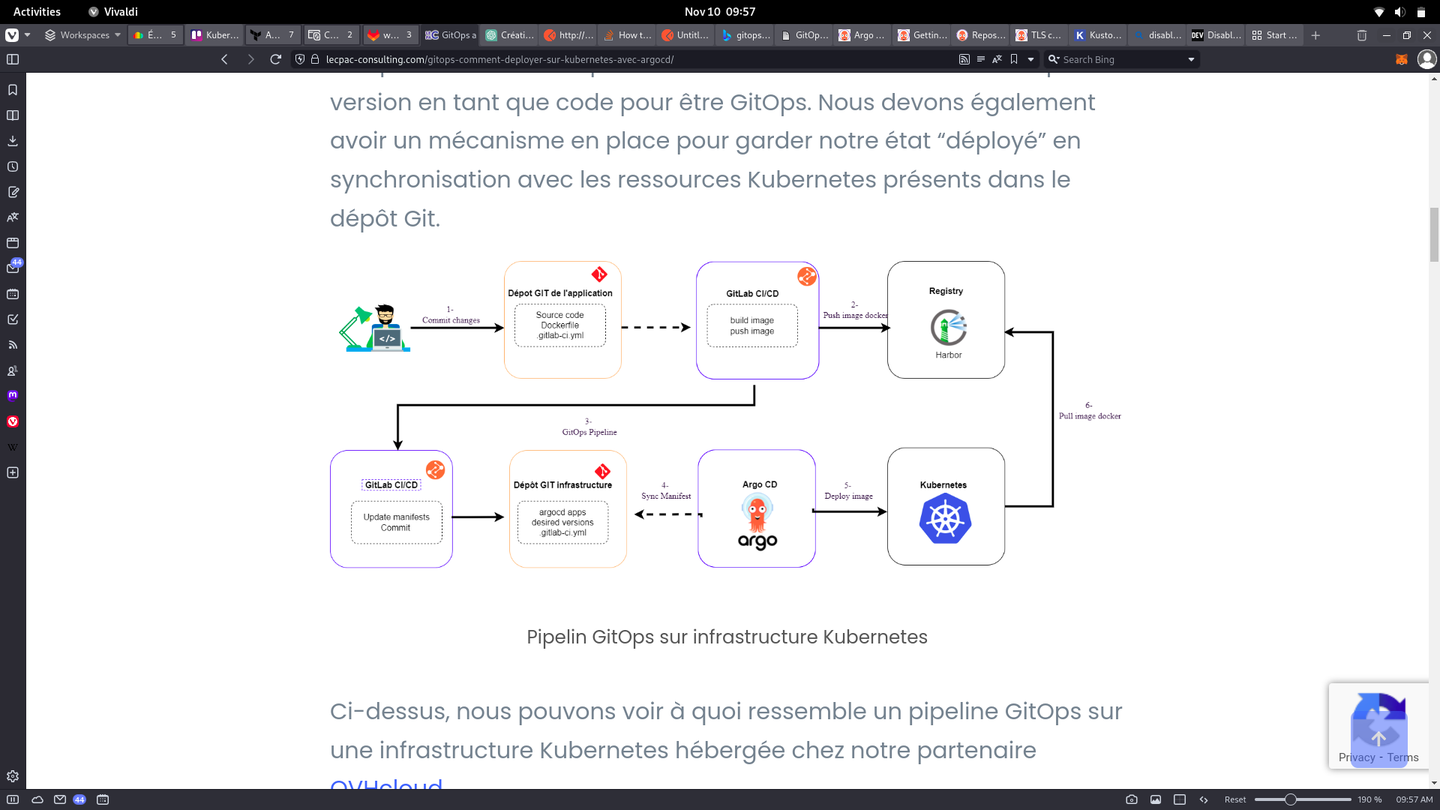 Activities
Vivaldi
Nov 10 09:57
Workspaces
É... 5
Kuber...
A... 7
C... 2
w... 3
GitOps a
Créati...
http://...
How t...
Untitl...
gitops...
GitOp...
Argo ...
Gettin...
Repos...
TLS c...
Kusto...
disabl...
Disabl...
Start ...
lecpac-consulting.com/gitops-comment-deployer-sur-kubernetes-avec-argocd/
Search Bing
version en tant que code pour être GitOps. Nous devons également
avoir un mécanisme en place pour garder notre état “déployé” en
synchronisation avec les ressources Kubernetes présents dans le
dépôt Git.
1-
Commit changes
Dépot GIT de l'application
Source code
Dockerfile
.gitlab-ci.yml
GitLab CI/CD
build image
push image
2-
Push image docker
Registry
Harbor
3-
GitOps Pipeline
6-
Pull image docker
GitLab CI/CD
Update manifests
Commit
Dépôt GIT infrastructure
argocd apps
desired versions
.gitlab-ci.yml
4-
Sync Manifest
Argo CD
argo
5-
Deploy image
Kubernetes
Pipelin GitOps sur infrastructure Kubernetes
Ci-dessus, nous pouvons voir à quoi ressemble un pipeline GitOps sur
une infrastructure Kubernetes hébergée chez notre partenaire
OVHcloud
Privacy - Terms
44
44
Reset
190 %
09:57 AM